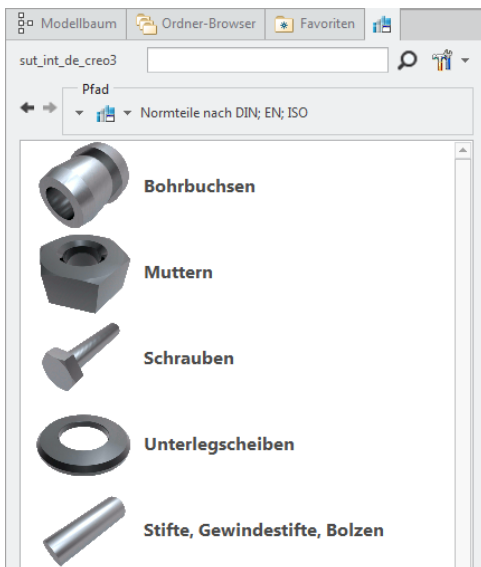 Modellbaum Ordner-Browser Favoriten
sut_int_de_creo3
Pfad
Normteile nach DIN; EN; ISO
Bohrbuchsen
Muttern
Schrauben
Unterlegscheiben
Stifte, Gewindestifte, Bolzen